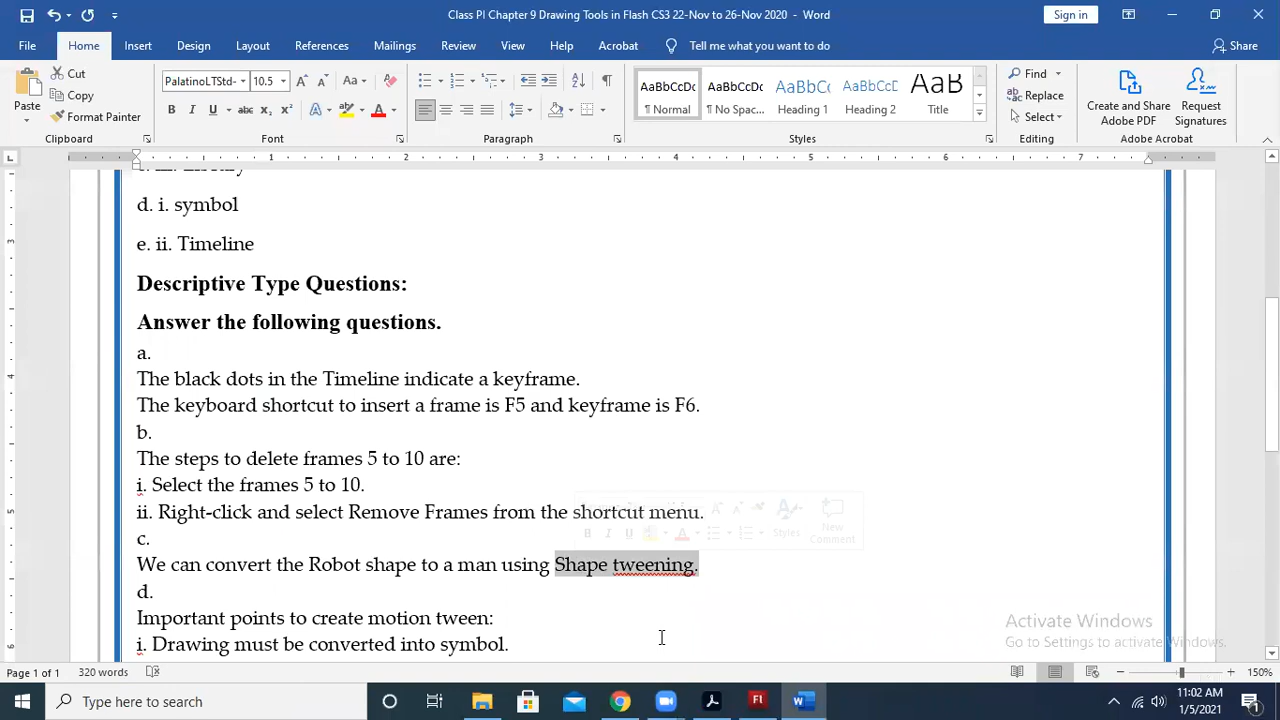 Class PI Chapter 9 Drawing Tools in Flash CS3 22-Nov to 26-Nov 2020 - Word
Sign in
File Home Insert Design Layout References Mailings Review View Help Acrobat Tell me what you want to do Share
Paste Cut Copy Format Painter
PalatinoLTStd- 10.5
AaBbCcDc AaBbCcDc AaBbCc AaBbCcD AaB
¶ Normal ¶ No Spac... Heading 1 Heading 2 Title
Find Replace Select
Create and Share Adobe PDF
Request Signatures
Clipboard Font Paragraph Styles Editing Adobe Acrobat
1 2 3 4 5 6 7
d. i. symbol
e. ii. Timeline
Descriptive Type Questions:
Answer the following questions.
a.
The black dots in the Timeline indicate a keyframe.
The keyboard shortcut to insert a frame is F5 and keyframe is F6.
b.
The steps to delete frames 5 to 10 are:
i. Select the frames 5 to 10.
ii. Right-click and select Remove Frames from the shortcut menu.
Styles New Comment
c.
We can convert the Robot shape to a man using Shape tweening.
d.
Important points to create motion tween:
i. Drawing must be converted into symbol.
Activate Windows
Go to Settings to activate Windows.
Page 1 of 1 320 words 150%
Type here to search
11:02 AM
1/5/2021